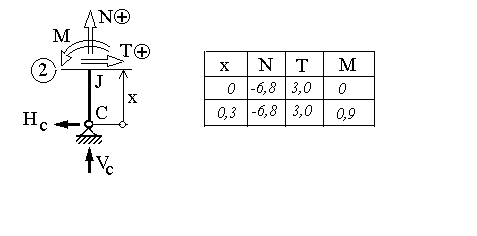 N⊕
M
T⊕
2
J
x
C
H_C
V_C
x N T M
0 -6,8 3,0 0
0,3 -6,8 3,0 0,9